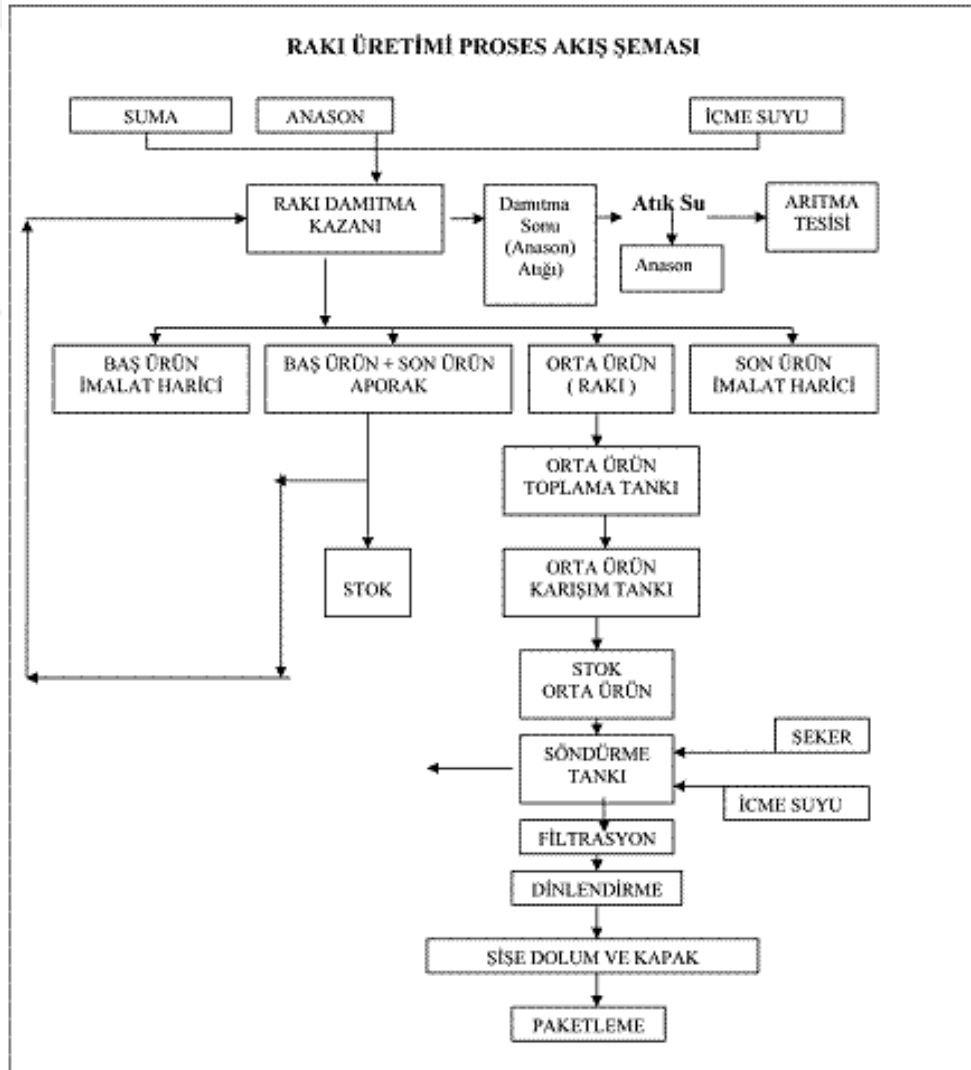 RAKI ÜRETİMİ PROSES AKIŞ ŞEMASI
SUMA
ANASON
İÇME SUYU
RAKI DAMITMA
KAZANI
Damıtma
Sonu
(Anason)
Atığı)
Atık Su
Anason
ARITMA
TESİSİ
BAŞ ÜRÜN
İMALAT HARİCİ
BAŞ ÜRÜN + SON ÜRÜN
APORAK
ORTA ÜRÜN
( RAKI )
SON ÜRÜN
İMALAT HARİCİ
ORTA ÜRÜN
TOPLAMA TANKI
STOK
ORTA ÜRÜN
KARIŞIM TANKI
STOK
ORTA ÜRÜN
SÖNDÜRME
TANKI
ŞEKER
İCME SUYU
FİLTRASYON
DİNLENDİRME
ŞİŞE DOLUM VE KAPAK
PAKETLEME